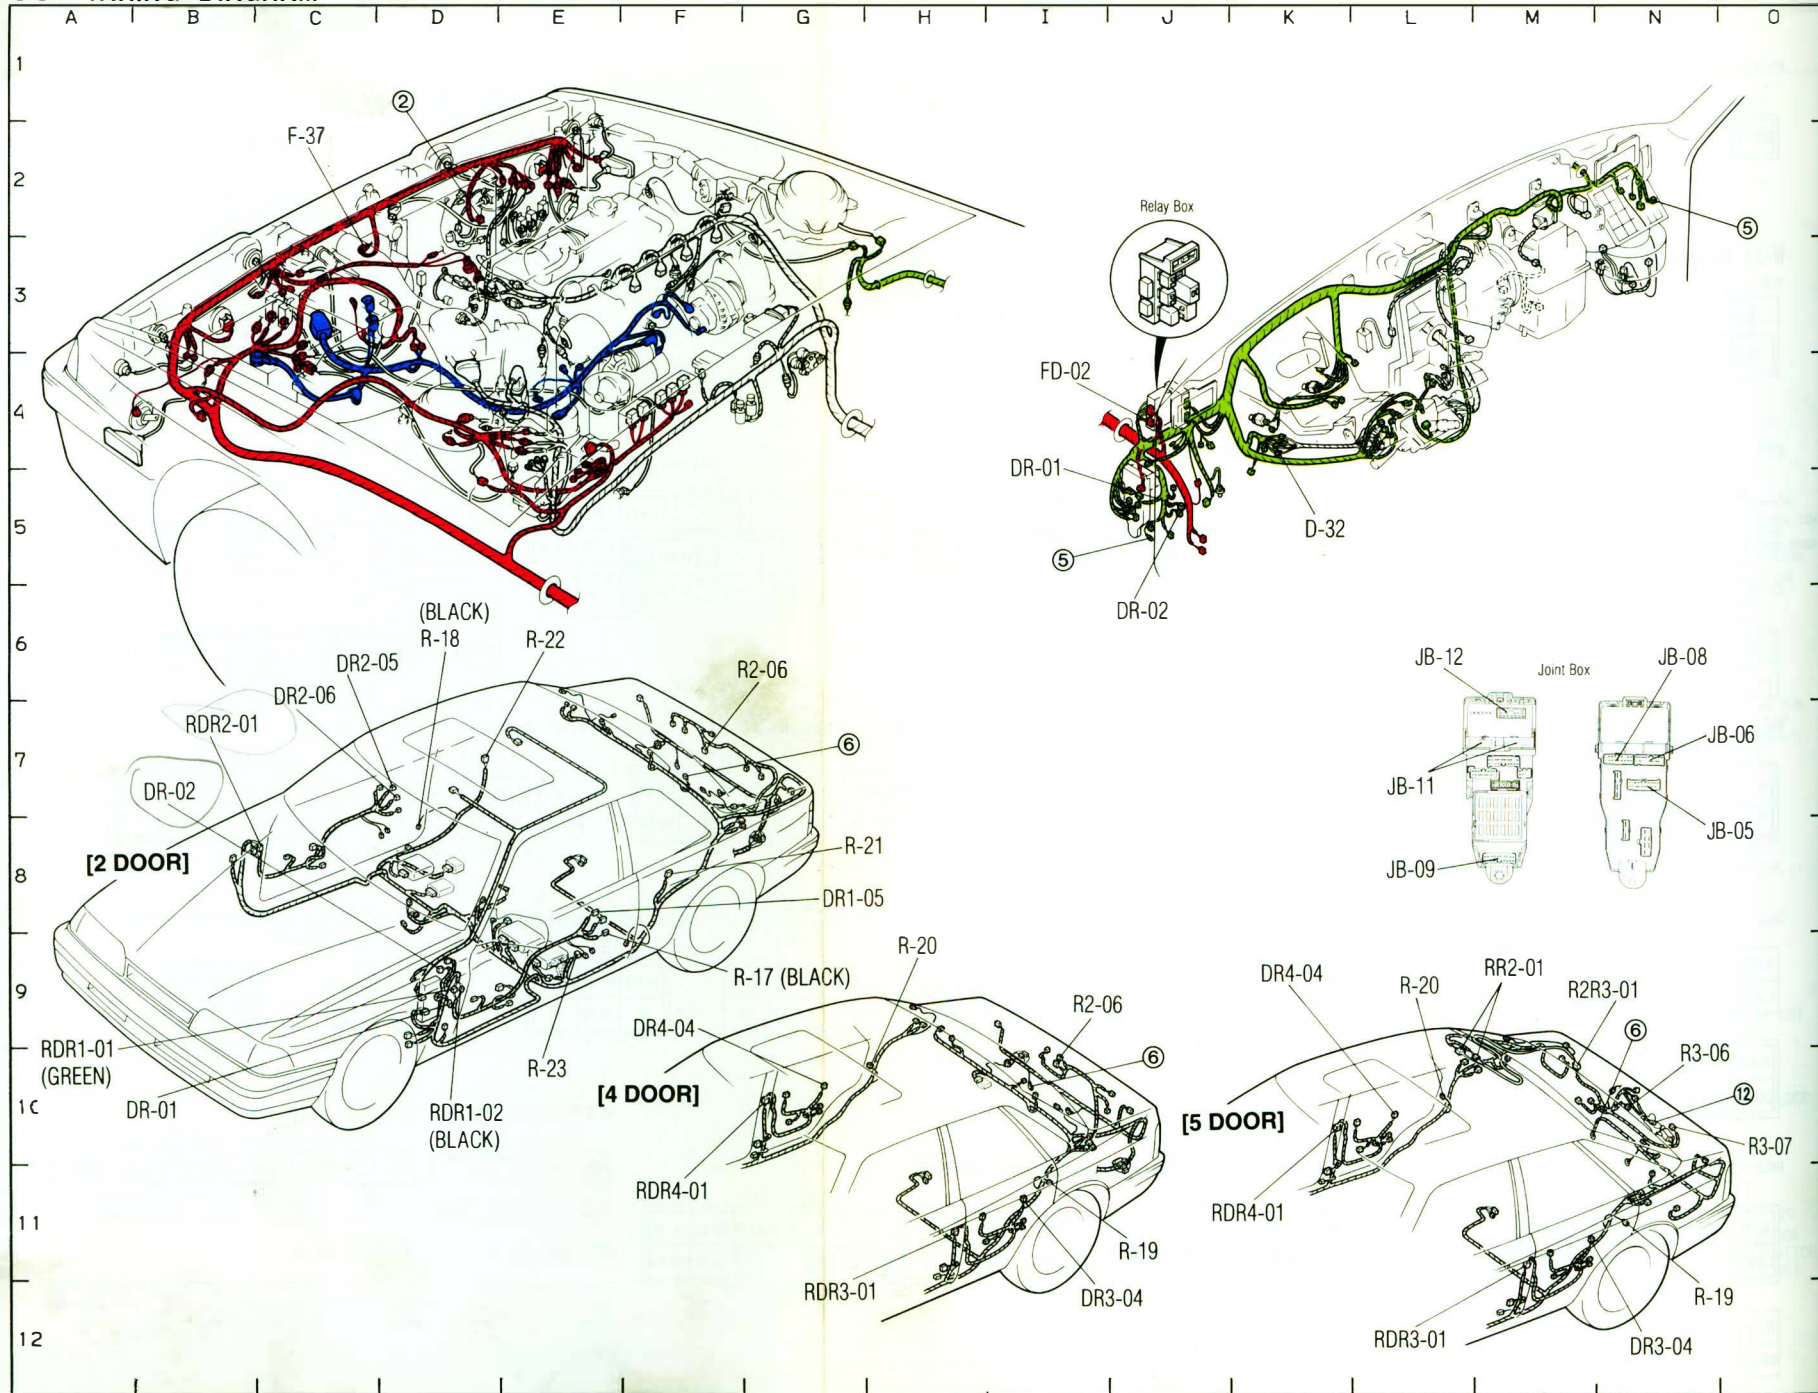 A B C D E F G H I J K L M N O
1
2
3
4
5
6
7
8
9
10
11
12
②
F-37
Relay Box
⑤
FD-02
DR-01
D-32
⑤
DR-02
(BLACK)
R-18
R-22
DR2-05
R2-06
DR2-06
RDR2-01
⑥
DR-02
[2 DOOR]
R-21
DR1-05
R-17 (BLACK)
RDR1-01
(GREEN)
DR-01
RDR1-02
(BLACK)
R-23
JB-12
Joint Box
JB-08
JB-06
JB-11
JB-05
JB-09
R-20
R2-06
DR4-04
⑥
[4 DOOR]
RDR4-01
R-19
RDR3-01
DR3-04
DR4-04
R-20
RR2-01
R2R3-01
⑥
R3-06
⑫
[5 DOOR]
R3-07
RDR4-01
R-19
RDR3-01
DR3-04